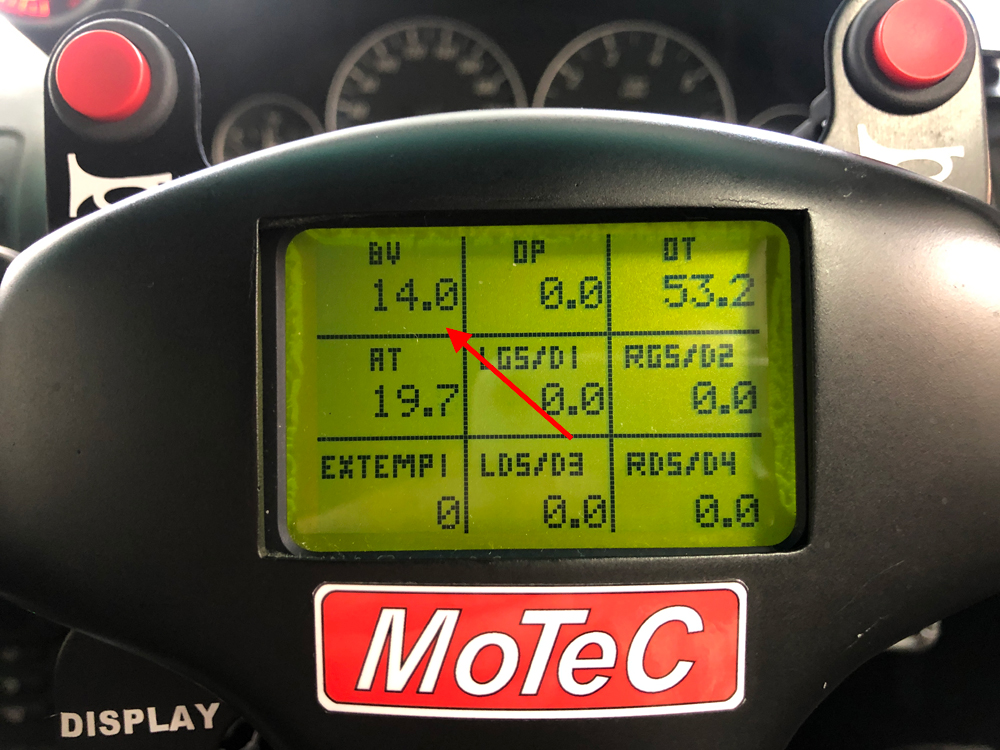 BV OP OT
14.0 0.0 53.2
AT LGS/D1 RGS/D2
19.7 0.0 0.0
EXTEMP1 LDS/D3 RDS/D4
0 0.0 0.0
MoTeC
DISPLAY